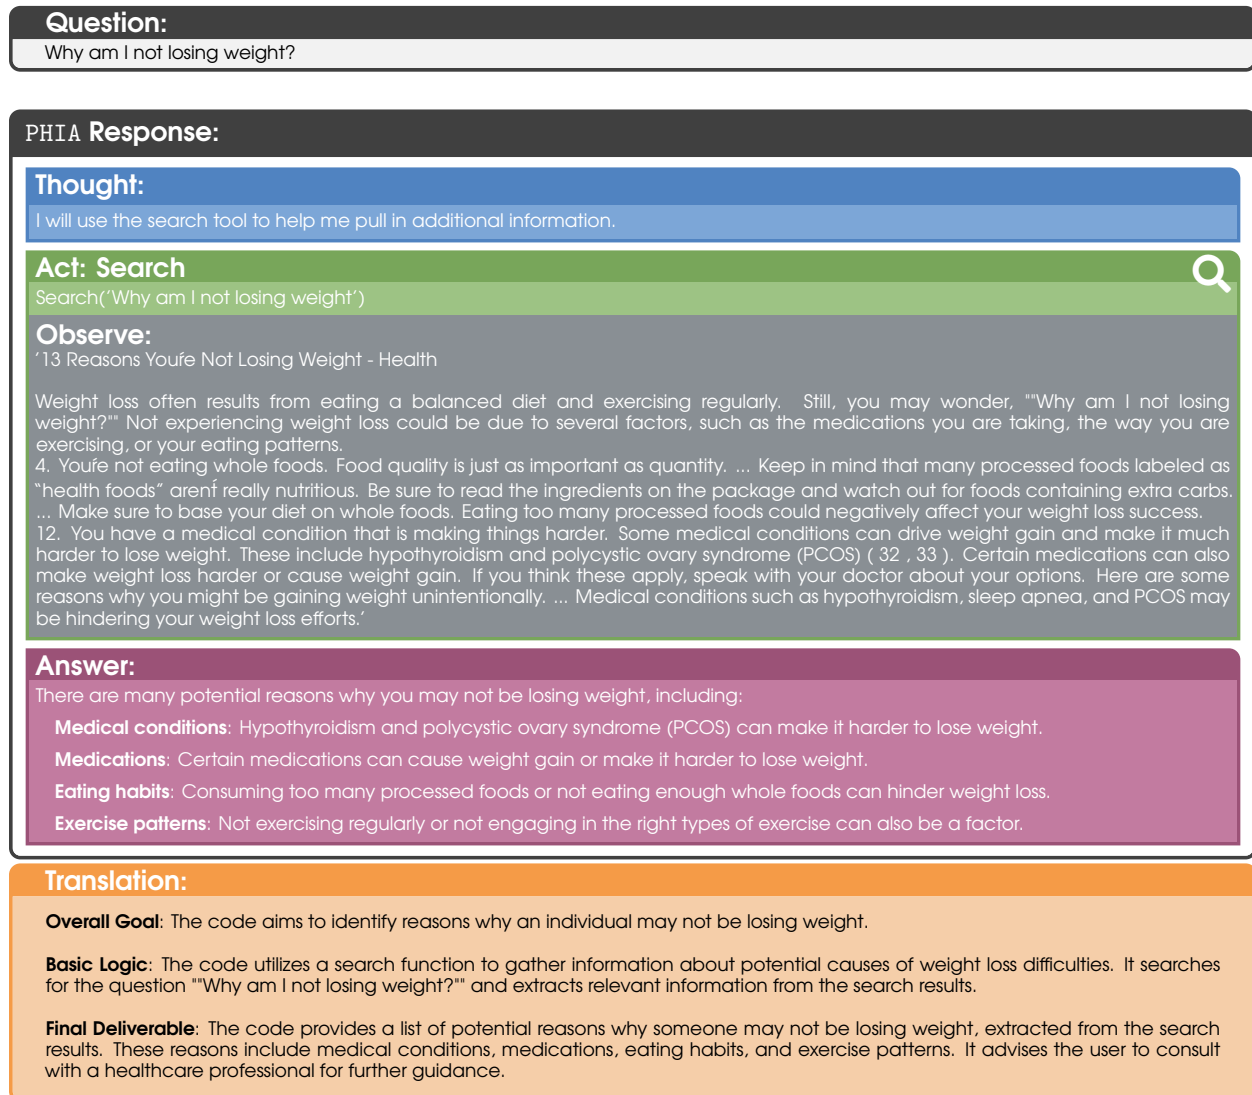 Question:
Why am I not losing weight?
PHIA Response:
Thought:
I will use the search tool to help me pull in additional information.
Act: Search
Search('Why am I not losing weight')
Observe:
'13 Reasons Youŕe Not Losing Weight - Health
Weight loss often results from eating a balanced diet and exercising regularly. Still, you may wonder, ""Why am I not losing
weight?"" Not experiencing weight loss could be due to several factors, such as the medications you are taking, the way you are
exercising, or your eating patterns.
4. Youŕe not eating whole foods. Food quality is just as important as quantity. ... Keep in mind that many processed foods labeled as
“health foods” aren´t really nutritious. Be sure to read the ingredients on the package and watch out for foods containing extra carbs.
... Make sure to base your diet on whole foods. Eating too many processed foods could negatively affect your weight loss success.
12. You have a medical condition that is making things harder. Some medical conditions can drive weight gain and make it much
harder to lose weight. These include hypothyroidism and polycystic ovary syndrome (PCOS) ( 32 , 33 ). Certain medications can also
make weight loss harder or cause weight gain. If you think these apply, speak with your doctor about your options. Here are some
reasons why you might be gaining weight unintentionally. ... Medical conditions such as hypothyroidism, sleep apnea, and PCOS may
be hindering your weight loss efforts.'
Answer:
There are many potential reasons why you may not be losing weight, including:
Medical conditions: Hypothyroidism and polycystic ovary syndrome (PCOS) can make it harder to lose weight.
Medications: Certain medications can cause weight gain or make it harder to lose weight.
Eating habits: Consuming too many processed foods or not eating enough whole foods can hinder weight loss.
Exercise patterns: Not exercising regularly or not engaging in the right types of exercise can also be a factor.
Translation:
Overall Goal: The code aims to identify reasons why an individual may not be losing weight.
Basic Logic: The code utilizes a search function to gather information about potential causes of weight loss difficulties. It searches
for the question ""Why am I not losing weight?"" and extracts relevant information from the search results.
Final Deliverable: The code provides a list of potential reasons why someone may not be losing weight, extracted from the search
results. These reasons include medical conditions, medications, eating habits, and exercise patterns. It advises the user to consult
with a healthcare professional for further guidance.